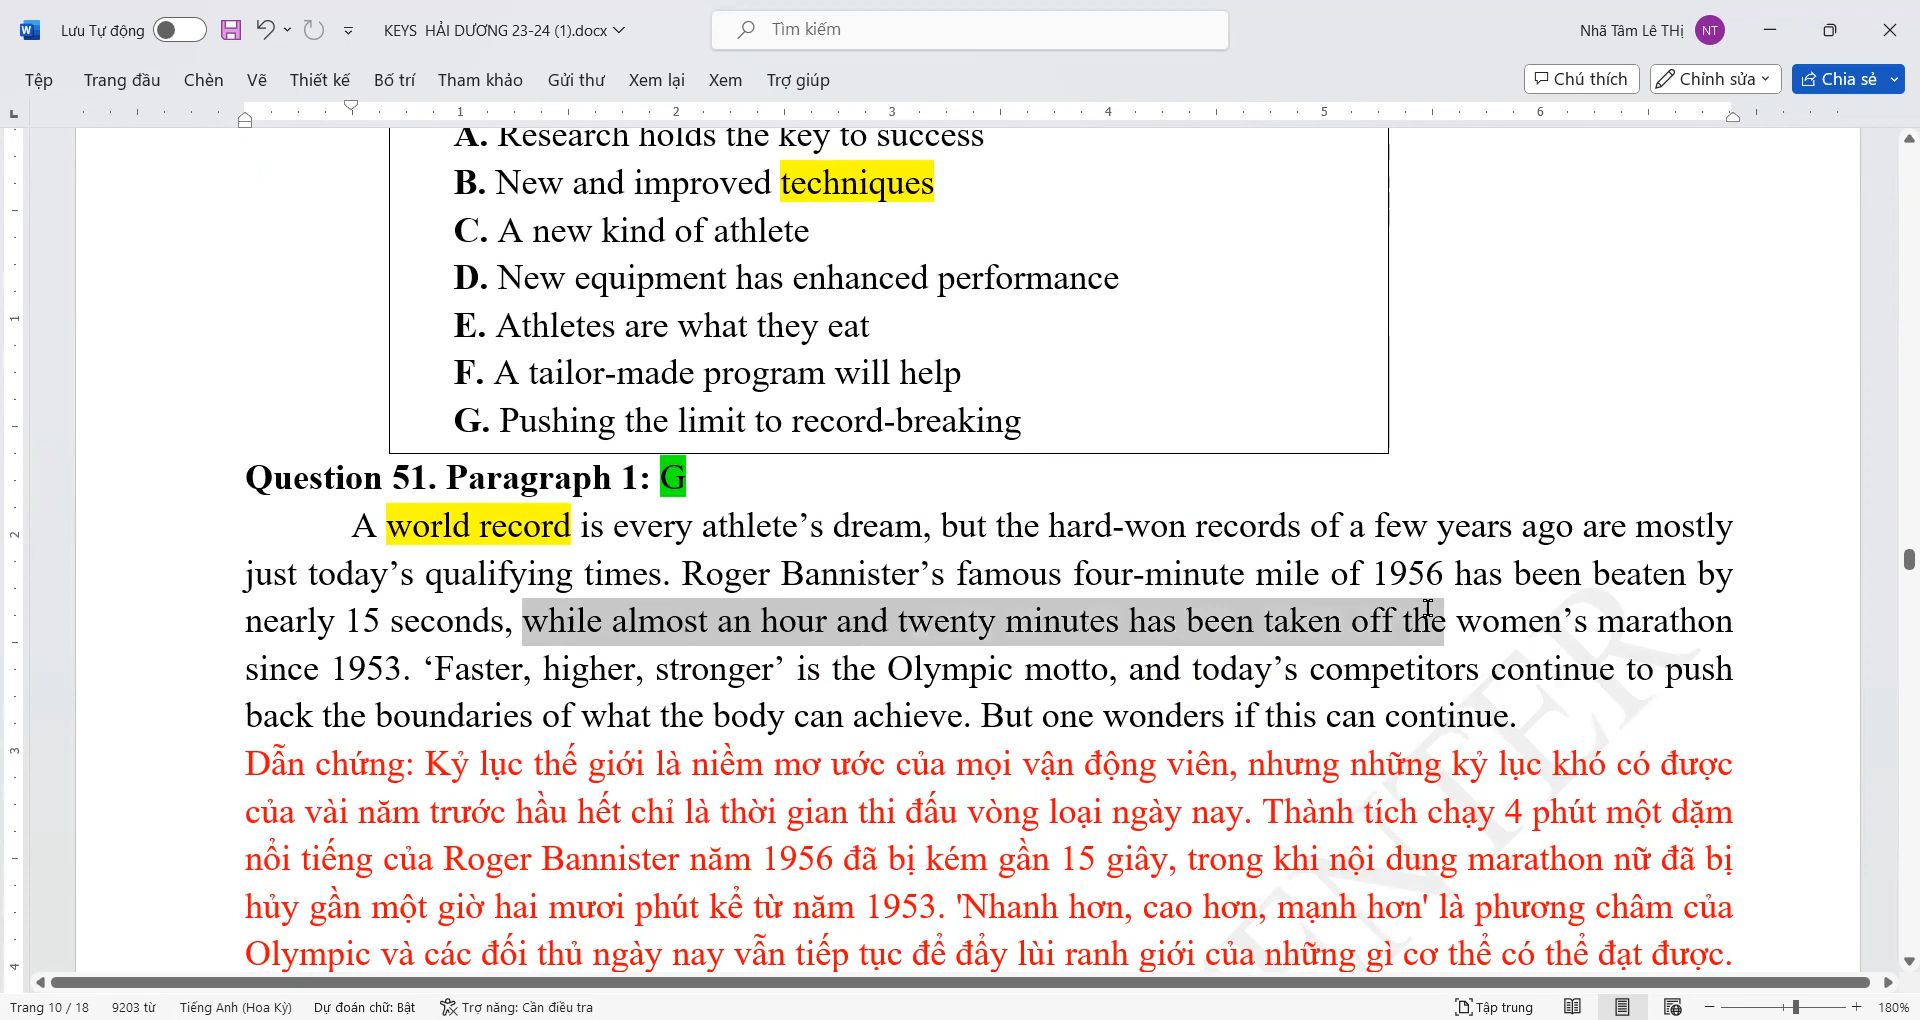 Lưu Tự động
KEYS HẢI DƯƠNG 23-24 (1).docx
Tìm kiếm
Nhã Tâm Lê THị
NT
Tệp
Trang đầu
Chèn
Vẽ
Thiết kế
Bố trí
Tham khảo
Gửi thư
Xem lại
Xem
Trợ giúp
Chú thích
Chỉnh sửa
Chia sẻ
1 2 3 4 5 6
A. Research holds the key to success
B. New and improved techniques
C. A new kind of athlete
D. New equipment has enhanced performance
E. Athletes are what they eat
F. A tailor-made program will help
G. Pushing the limit to record-breaking
Question 51. Paragraph 1: G
A world record is every athlete’s dream, but the hard-won records of a few years ago are mostly
just today’s qualifying times. Roger Bannister’s famous four-minute mile of 1956 has been beaten by
nearly 15 seconds, while almost an hour and twenty minutes has been taken off the women’s marathon
since 1953. ‘Faster, higher, stronger’ is the Olympic motto, and today’s competitors continue to push
back the boundaries of what the body can achieve. But one wonders if this can continue.
Dẫn chứng: Kỷ lục thế giới là niềm mơ ước của mọi vận động viên, nhưng những kỷ lục khó có được
của vài năm trước hầu hết chỉ là thời gian thi đấu vòng loại ngày nay. Thành tích chạy 4 phút một dặm
nổi tiếng của Roger Bannister năm 1956 đã bị kém gần 15 giây, trong khi nội dung marathon nữ đã bị
hủy gần một giờ hai mươi phút kể từ năm 1953. 'Nhanh hơn, cao hơn, mạnh hơn' là phương châm của
Olympic và các đối thủ ngày nay vẫn tiếp tục để đẩy lùi ranh giới của những gì cơ thể có thể đạt được.
ENTER
Trang 10 / 18
9203 từ
Tiếng Anh (Hoa Kỳ)
Dự đoán chữ: Bật
Trợ năng: Cần điều tra
Tập trung
180%